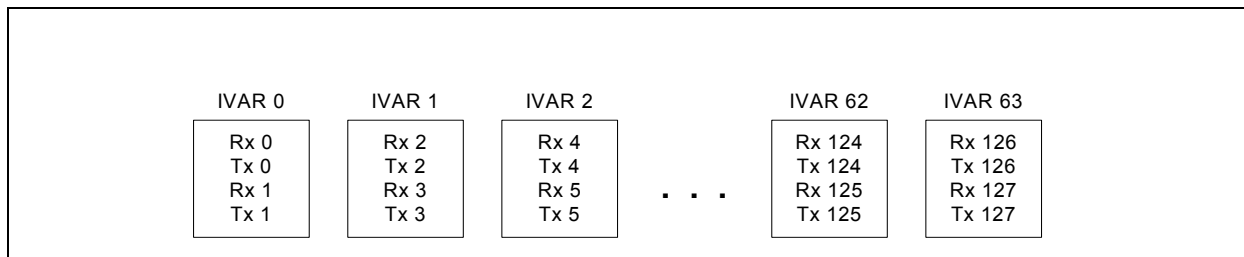 IVAR 0
Rx 0
Tx 0
Rx 1
Tx 1
IVAR 1
Rx 2
Tx 2
Rx 3
Tx 3
IVAR 2
Rx 4
Tx 4
Rx 5
Tx 5
. . .
IVAR 62
Rx 124
Tx 124
Rx 125
Tx 125
IVAR 63
Rx 126
Tx 126
Rx 127
Tx 127